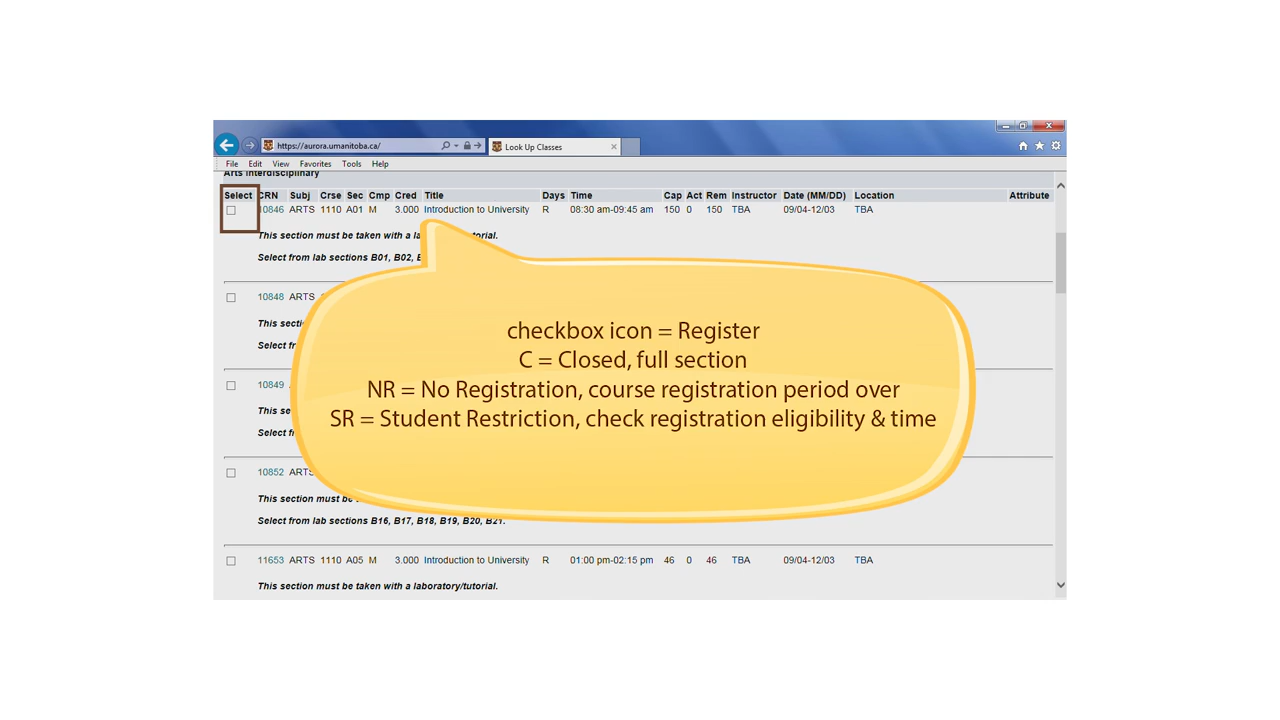 https://aurora.umanitoba.ca/
Look Up Classes
File Edit View Favorites Tools Help
Arts Interdisciplinary
Select CRN Subj Crse Sec Cmp Cred Title Days Time Cap Act Rem Instructor Date (MM/DD) Location Attribute
10846 ARTS 1110 A01 M 3.000 Introduction to University R 08:30 am-09:45 am 150 0 150 TBA 09/04-12/03 TBA
This section must be taken with a
Select from lab sections B01, B02,
10848 ARTS
This
Select
checkbox icon = Register
C = Closed, full section
10849
NR = No Registration, course registration period over
This
SR = Student Restriction, check registration eligibility & time
Select
10852 ARTS
This section must be
Select from lab sections B16, B17, B18, B19, B20, B21.
11653 ARTS 1110 A05 M 3.000 Introduction to University R 01:00 pm-02:15 pm 46 0 46 TBA 09/04-12/03 TBA
This section must be taken with a laboratory/tutorial.